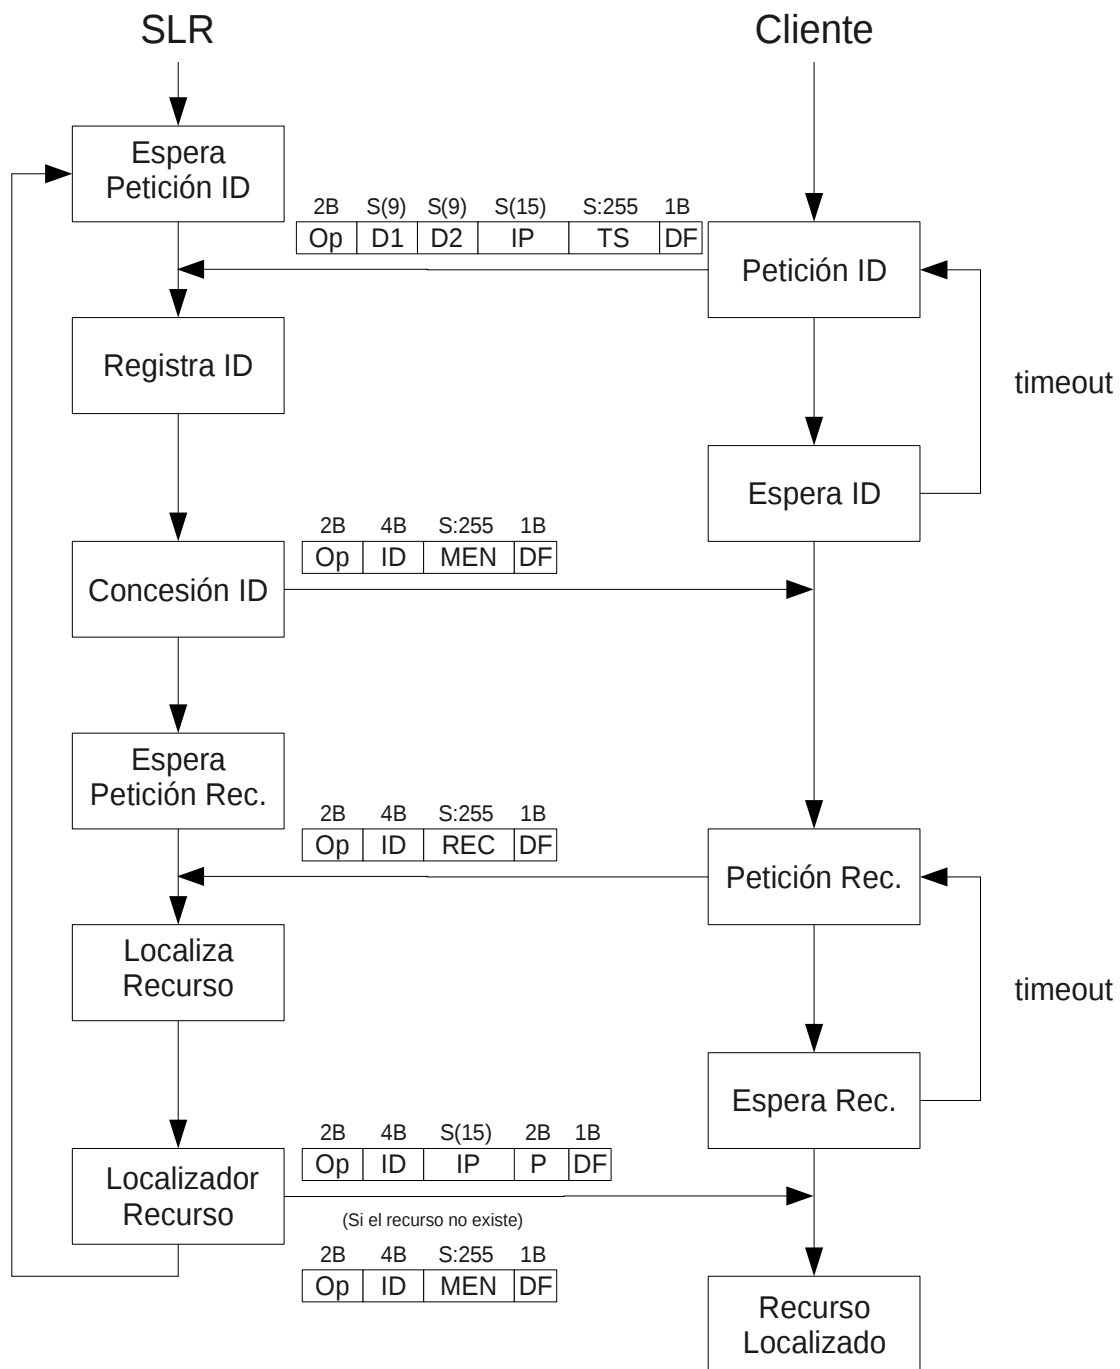 SLR
Cliente
Espera
Petición ID
2B S(9) S(9) S(15) S:255 1B
Op D1 D2 IP TS DF
Petición ID
Registra ID
timeout
Espera ID
2B 4B S:255 1B
Op ID MEN DF
Concesión ID
Espera
Petición Rec.
2B 4B S:255 1B
Op ID REC DF
Petición Rec.
Localiza
Recurso
timeout
Espera Rec.
2B 4B S(15) 2B 1B
Op ID IP P DF
Localizador
Recurso
(Si el recurso no existe)
2B 4B S:255 1B
Op ID MEN DF
Recurso
Localizado